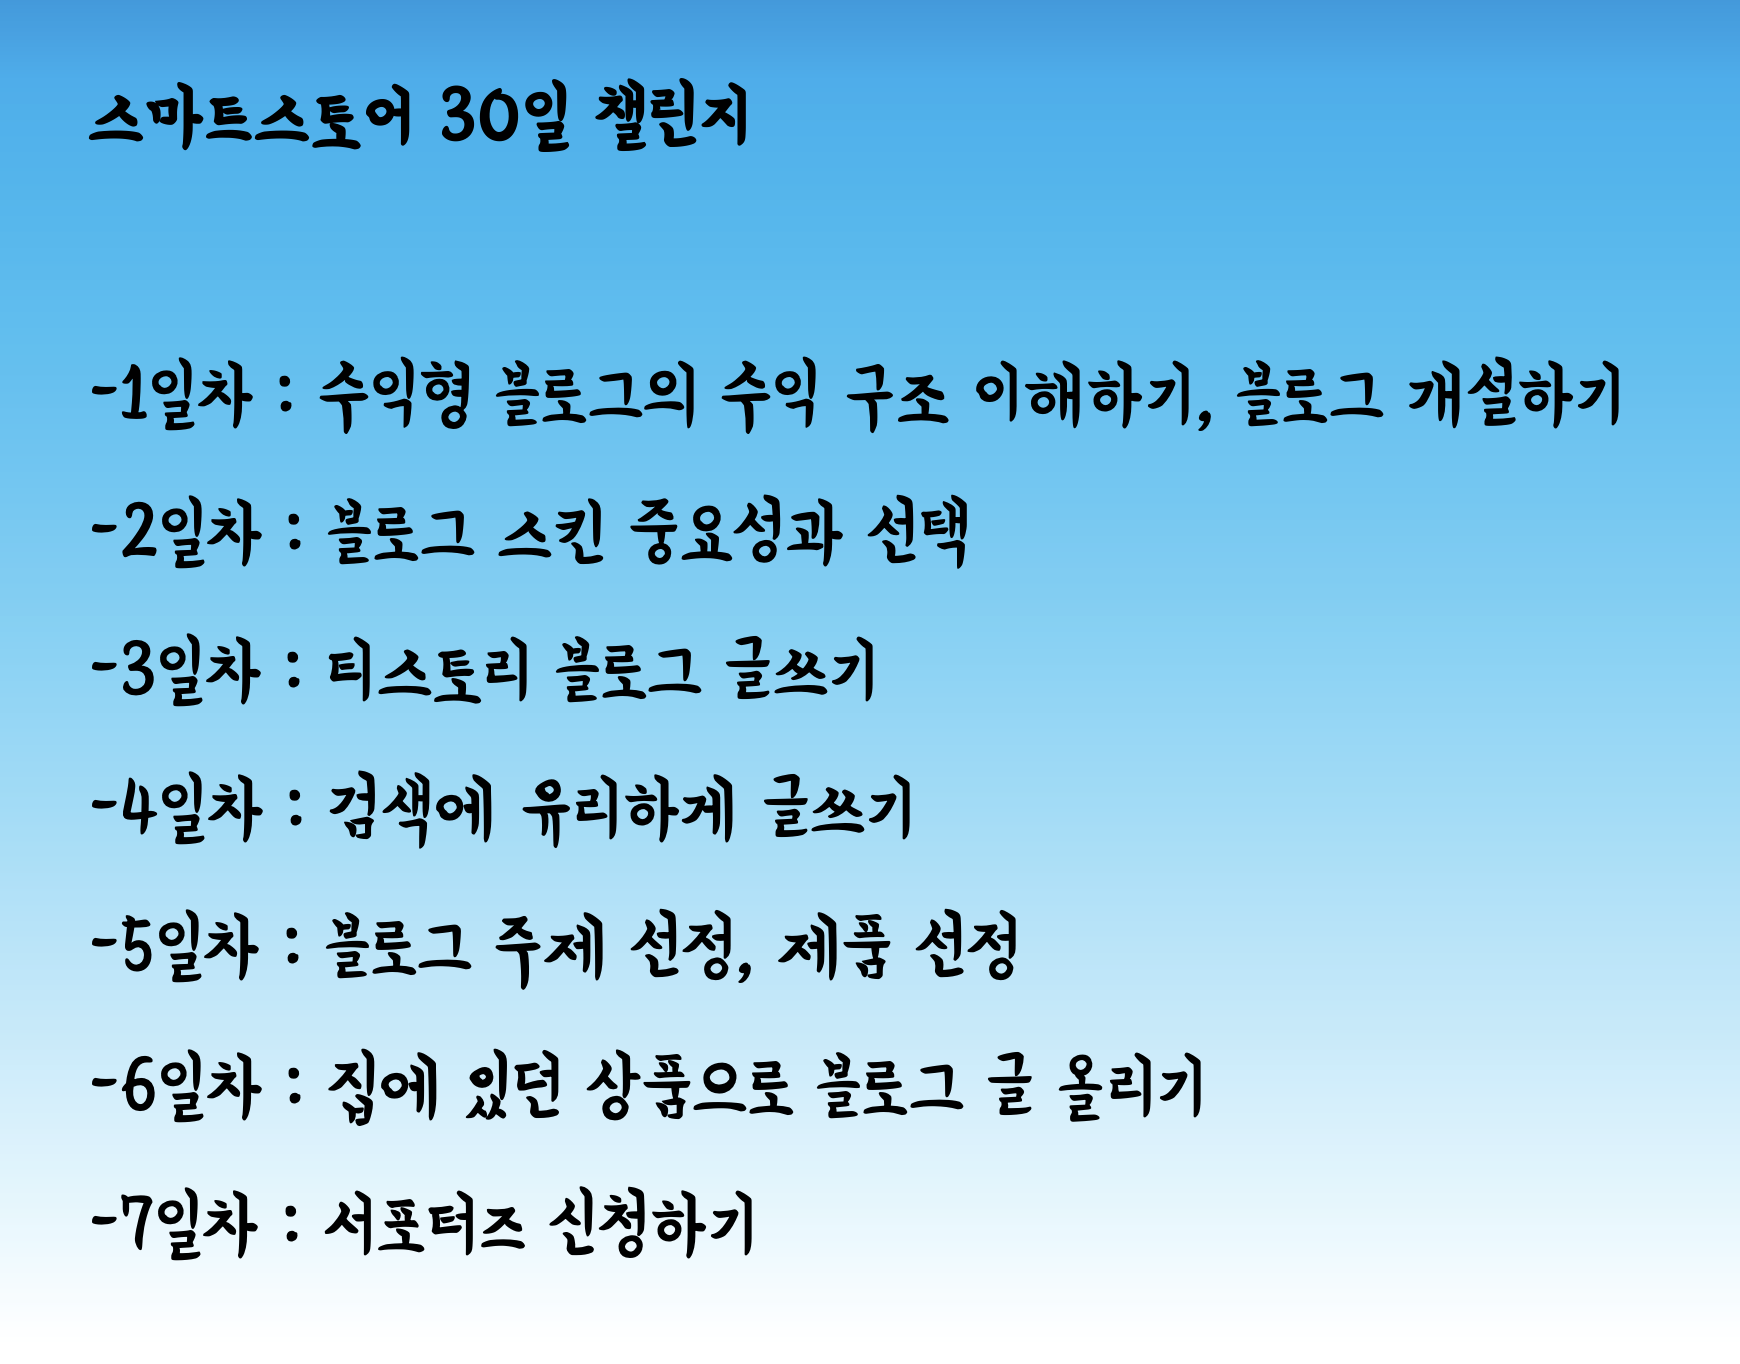 스마트스토어 30일 챌린지
-1일차 : 수익형 블로그의 수익 구조 이해하기, 블로그 개설하기
-2일차 : 블로그 스킨 중요성과 선택
-3일차 : 티스토리 블로그 글쓰기
-4일차 : 검색에 유리하게 글쓰기
-5일차 : 블로그 주제 선정, 제품 선정
-6일차 : 집에 있던 상품으로 블로그 글 올리기
-7일차 : 서포터즈 신청하기